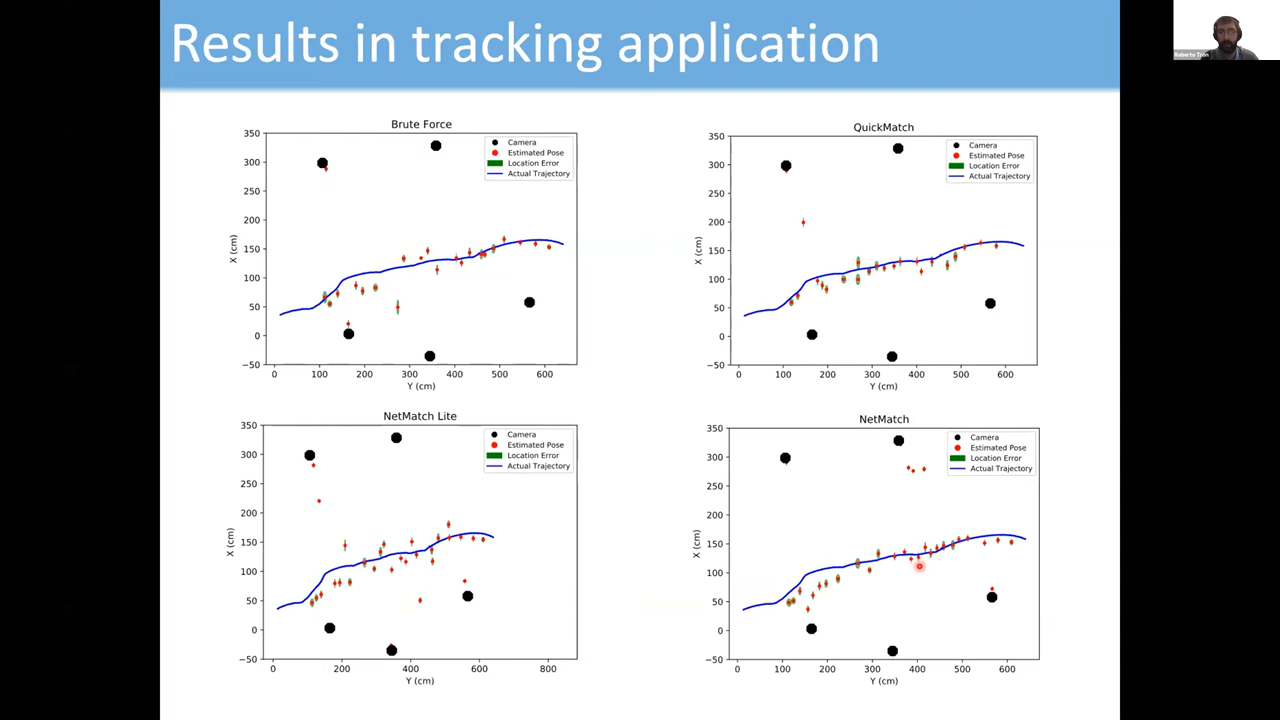 Results in tracking application
Roberto Tron
Brute Force
Camera
Estimated Pose
Location Error
Actual Trajectory
350
300
250
200
150
100
50
0
−50
X (cm)
0 100 200 300 400 500 600
Y (cm)
QuickMatch
Camera
Estimated Pose
Location Error
Actual Trajectory
350
300
250
200
150
100
50
0
−50
X (cm)
0 100 200 300 400 500 600
Y (cm)
NetMatch Lite
Camera
Estimated Pose
Location Error
Actual Trajectory
350
300
250
200
150
100
50
0
−50
X (cm)
0 200 400 600 800
Y (cm)
NetMatch
Camera
Estimated Pose
Location Error
Actual Trajectory
350
300
250
200
150
100
50
0
−50
X (cm)
0 100 200 300 400 500 600
Y (cm)